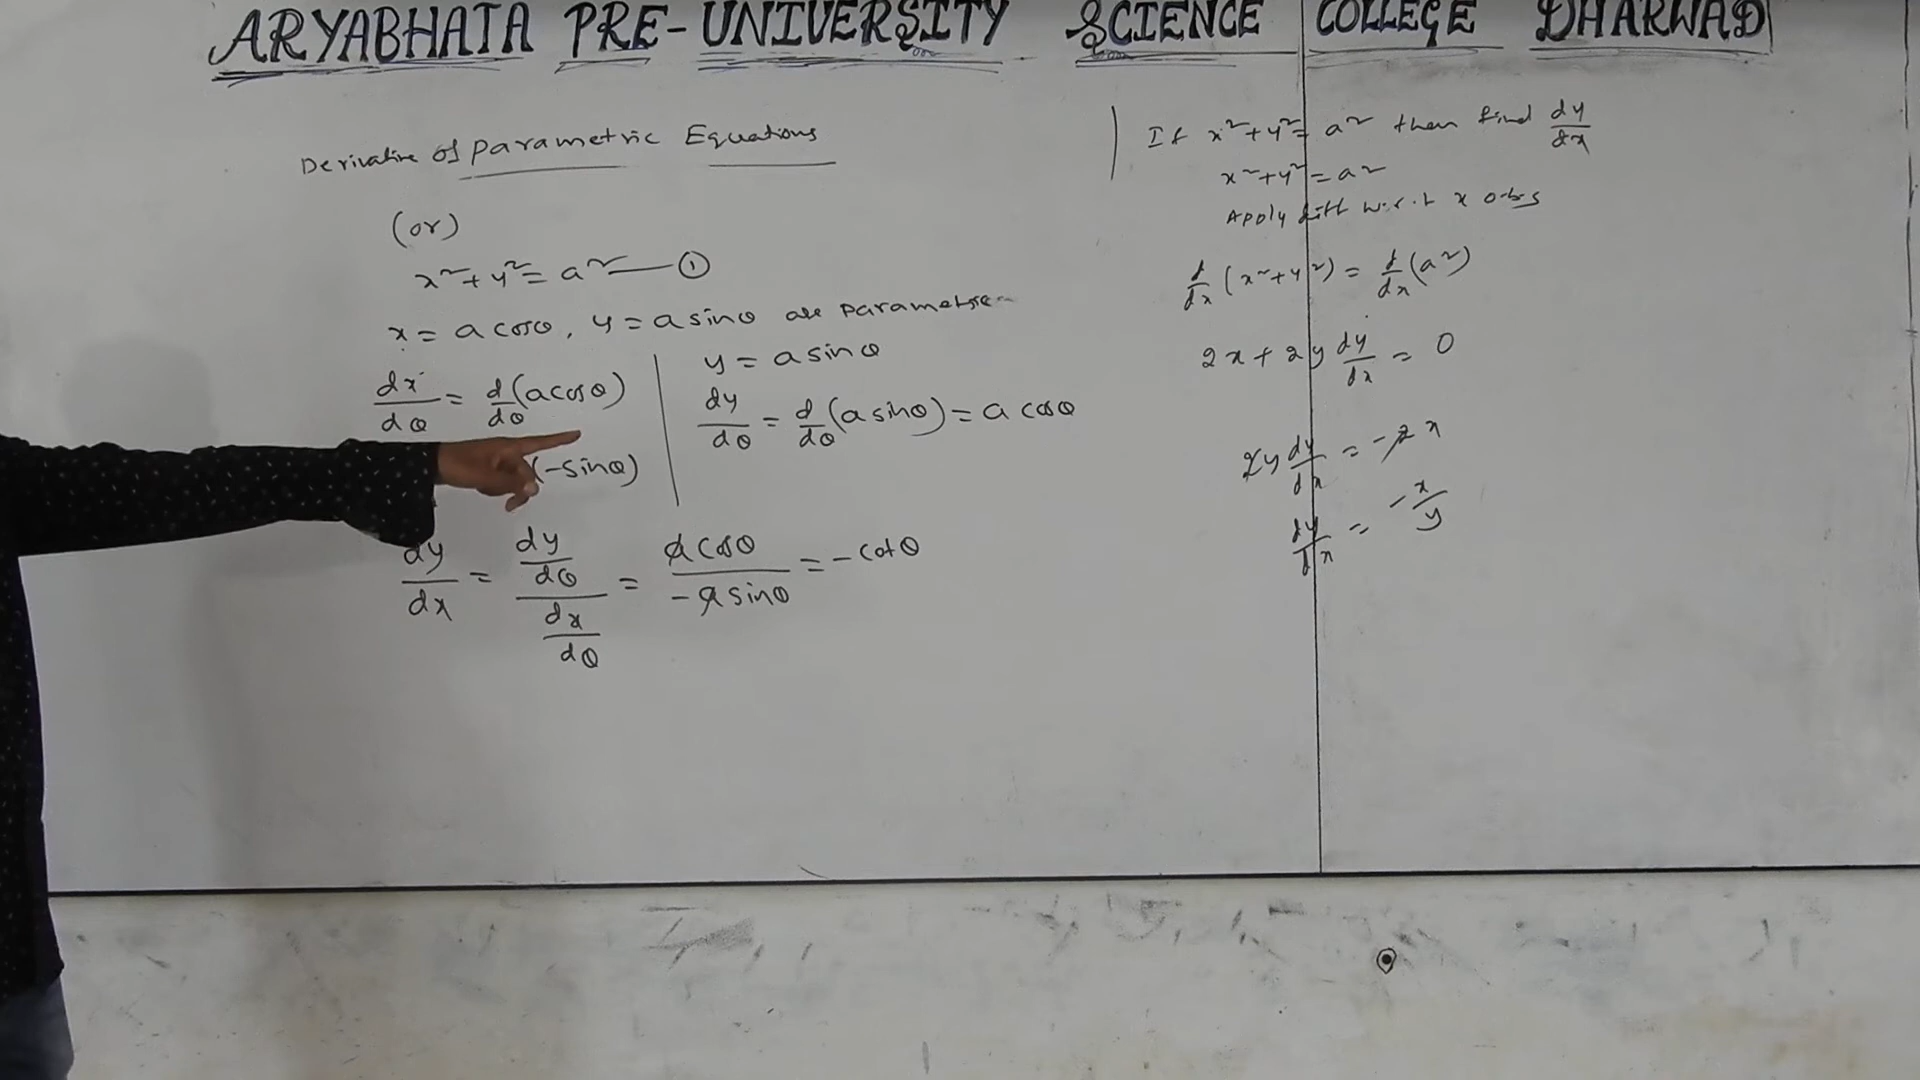 ARYABHATA PRE-UNIVERSITY SCIENCE COLLEGE DHARWAD
Derivative of parametric Equations
(or)
x²+y²= a² — ①
x = a cosθ, y = a sinθ are parametric
dx/dθ = d/dθ (a cosθ)
(-sinθ)
y = a sinθ
dy/dθ = d/dθ (a sinθ) = a cosθ
dy/dx = (dy/dθ)/(dx/dθ) = a cosθ/-a sinθ = - cotθ
If x²+y²= a² then find dy/dx
x²+y² = a²
Apply diff w.r.t x o.b.s
d/dx (x²+y²) = d/dx (a²)
2x + 2y dy/dx = 0
2y dy/dx = -2x
dy/dx = -x/y